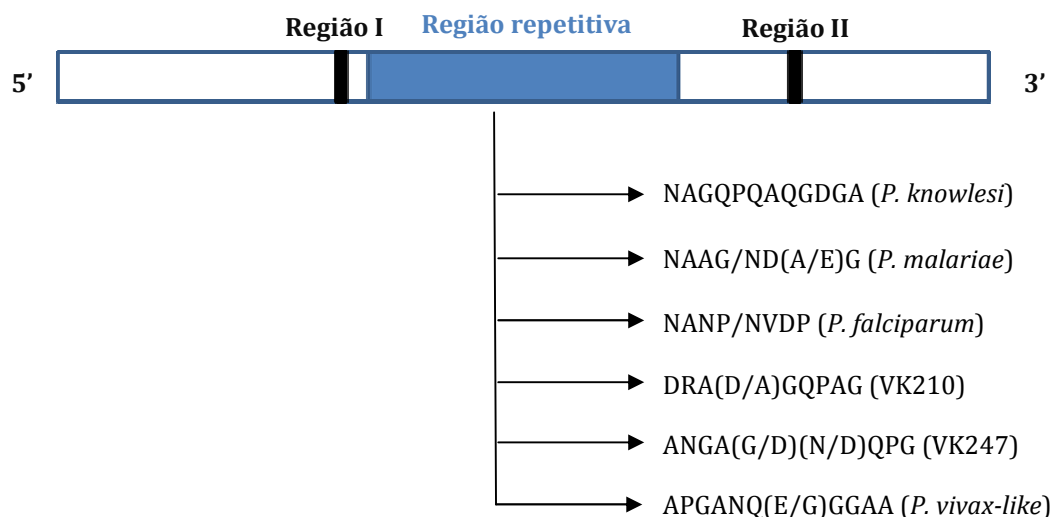 Região I Região repetitiva Região II
5’ 3’
NAGQPQAQGDGA (P. knowlesi)
NAAG/ND(A/E)G (P. malariae)
NANP/NVDP (P. falciparum)
DRA(D/A)GQPAG (VK210)
ANGA(G/D)(N/D)QPG (VK247)
APGANQ(E/G)GGAA (P. vivax-like)